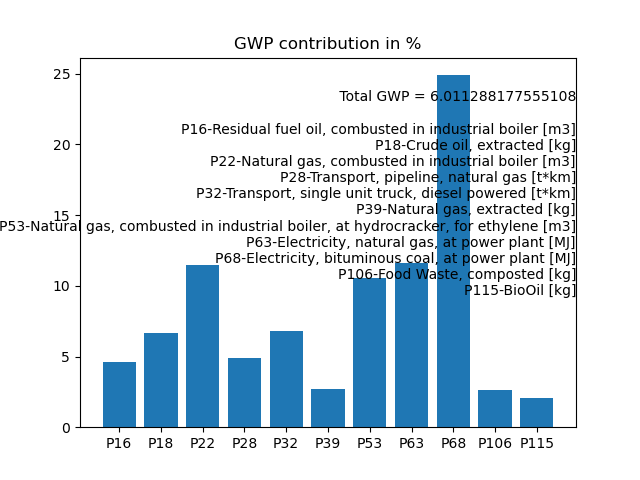 GWP contribution in %
25
20
15
10
5
0
Total GWP = 6.011288177555108
P16-Residual fuel oil, combusted in industrial boiler [m3]
P18-Crude oil, extracted [kg]
P22-Natural gas, combusted in industrial boiler [m3]
P28-Transport, pipeline, natural gas [t*km]
P32-Transport, single unit truck, diesel powered [t*km]
P39-Natural gas, extracted [kg]
P53-Natural gas, combusted in industrial boiler, at hydrocracker, for ethylene [m3]
P63-Electricity, natural gas, at power plant [MJ]
P68-Electricity, bituminous coal, at power plant [MJ]
P106-Food Waste, composted [kg]
P115-BioOil [kg]
P16 P18 P22 P28 P32 P39 P53 P63 P68 P106 P115